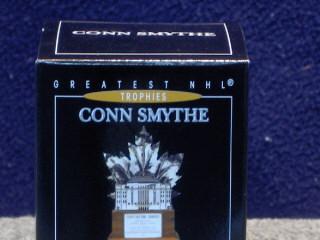 CONN SMYTHE
GREATEST NHL®
TROPHIES
CONN SMYTHE